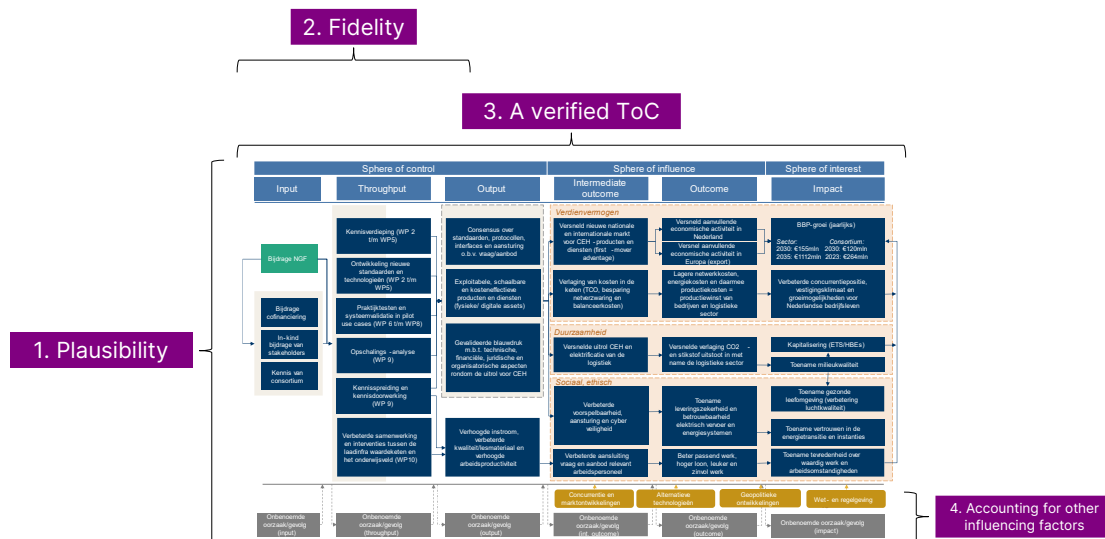 2. Fidelity
3. A verified ToC
1. Plausibility
Sphere of control
Sphere of influence
Sphere of interest
Input
Throughput
Output
Intermediate
outcome
Outcome
Impact
Bijdrage NGF
Bijdrage
cofinanciering
In-kind
bijdrage van
stakeholders
Kennis van
consortium
Kennisverdieping (WP 2
t/m WP5)
Ontwikkeling nieuwe
standaarden en
technologieën (WP 2 t/m
WP5)
Praktijktesten en
systeemvalidatie in pilot
use cases (WP 6 t/m WP8)
Opschalings -analyse
(WP 9)
Kennisspreiding en
kennisdoorwerking
(WP 9)
Verbeterde samenwerking
en interventies tussen de
laadinfra waardeketen en
het onderwijsveld (WP10)
Consensus over
standaarden, protocollen,
interfaces en aansturing
o.b.v. vraag/aanbod
Exploitabele, schaalbare
en kosteneffectieve
producten en diensten
(fysieke/ digitale assets)
Gevalideerde blauwdruk
m.b.t. technische,
financiële, juridische en
organisatorische aspecten
rondom de uitrol voor CEH
Verhoogde instroom,
verbeterde
kwaliteit/lesmateriaal en
verhoogde
arbeidsproductiviteit
Verdienvermogen
Versneld nieuwe nationale
en internationale markt
voor CEH -producten en
diensten (first -mover
advantage)
Versneld aanvullende
economische activiteit in
Nederland
Versnel aanvullende
economische activiteit in
Europa (export)
BBP-groei (jaarlijks)
Sector: Consortium:
2030: €155mln 2030: €120mln
2035: €1112mln 2023: €264mln
Verlaging van kosten in de
keten (TCO, besparing
netverzwaring en
balanceerkosten)
Lagere netwerkkosten,
energiekosten en daarmee
productiekosten =
productiewinst van
bedrijven en logistieke
sector
Verbeterde concurrentiepositie,
vestigingsklimaat en
groeimogelijkheden voor
Nederlandse bedrijfsleven
Duurzaamheid
Versnelde uitrol CEH en
elektrificatie van de
logistiek
Versnelde verlaging CO2 -
en stikstof uitstoot in met
name de logistieke sector
Kapitalisering (ETS/HBEs)
Toename milieukwaliteit
Sociaal, ethisch
Verbeterde
voorspelbaarheid,
aansturing en cyber
veiligheid
Toename
leveringszekerheid en
betrouwbaarheid
elektrisch vervoer en
energiesystemen
Toename gezonde
leefomgeving (verbetering
luchtkwaliteit)
Toename vertrouwen in de
energietransitie en instanties
Verbeterde aansluiting
vraag en aanbod relevant
arbeidspersoneel
Beter passend werk,
hoger loon, leuker en
zinvol werk
Toename tevredenheid over
waardig werk en
arbeidsomstandigheden
Concurrentie en
marktontwikkelingen
Alternatieve
technologieën
Geopolitieke
ontwikkelingen
Wet- en regelgeving
4. Accounting for other
influencing factors
Onbenoemde
oorzaak/gevolg
(input)
Onbenoemde
oorzaak/gevolg
(throughput)
Onbenoemde
oorzaak/gevolg
(output)
Onbenoemde
oorzaak/gevolg
(int. outcome)
Onbenoemde
oorzaak/gevolg
(outcome)
Onbenoemde oorzaak/gevolg
(impact)